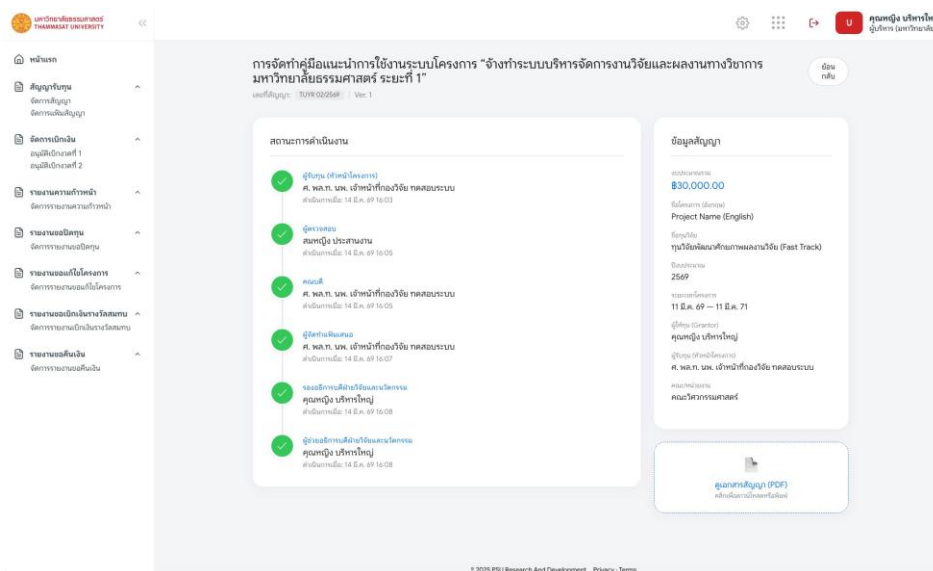 มหาวิทยาลัยธรรมศาสตร์
THAMMASAT UNIVERSITY
U
คุณหญิง บริหารให
ผู้บริหาร (มหาวิทยาลั
หน้าแรก
สัญญารับทุน
จัดการสัญญา
จัดการแฟ้มสัญญา
จัดการเบิกเงิน
อนุมัติเบิกงวดที่ 1
อนุมัติเบิกงวดที่ 2
รายงานความก้าวหน้า
จัดการรายงานความก้าวหน้า
รายงานขอปิดทุน
จัดการรายงานขอปิดทุน
รายงานขอแก้ไขโครงการ
จัดการรายงานขอแก้ไขโครงการ
รายงานขอเบิกเงินรางวัลสมทบ
จัดการรายงานเบิกเงินรางวัลสมทบ
รายงานขอคืนเงิน
จัดการรายงานขอคืนเงิน
การจัดทำคู่มือแนะนำการใช้งานระบบโครงการ “จ้างทำระบบบริหารจัดการงานวิจัยและผลงานทางวิชาการ
มหาวิทยาลัยธรรมศาสตร์ ระยะที่ 1”
เลขที่สัญญา: TUYR 02/2569 | Ver. 1
ย้อน
กลับ
สถานะการดำเนินงาน
ผู้รับทุน (หัวหน้าโครงการ)
ศ. พล.ท. นพ. เจ้าหน้าที่กองวิจัย ทดสอบระบบ
ดำเนินการเมื่อ: 14 มี.ค. 69 16:03
ผู้ตรวจสอบ
สมหญิง ประสานงาน
ดำเนินการเมื่อ: 14 มี.ค. 69 16:05
คณบดี
ศ. พล.ท. นพ. เจ้าหน้าที่กองวิจัย ทดสอบระบบ
ดำเนินการเมื่อ: 14 มี.ค. 69 16:05
ผู้จัดทำแฟ้มเสนอ
ศ. พล.ท. นพ. เจ้าหน้าที่กองวิจัย ทดสอบระบบ
ดำเนินการเมื่อ: 14 มี.ค. 69 16:07
รองอธิการบดีฝ่ายวิจัยและนวัตกรรม
คุณหญิง บริหารใหญ่
ดำเนินการเมื่อ: 14 มี.ค. 69 16:08
ผู้ช่วยอธิการบดีฝ่ายวิจัยและนวัตกรรม
คุณหญิง บริหารใหญ่
ดำเนินการเมื่อ: 14 มี.ค. 69 16:08
ข้อมูลสัญญา
งบประมาณรวม
฿30,000.00
ชื่อโครงการ (อังกฤษ)
Project Name (English)
ชื่อทุนวิจัย
ทุนวิจัยพัฒนาศักยภาพผลงานวิจัย (Fast Track)
ปีงบประมาณ
2569
ระยะเวลาโครงการ
11 มี.ค. 69 — 11 มี.ค. 71
ผู้ให้ทุน (Grantor)
คุณหญิง บริหารใหญ่
ผู้รับทุน (หัวหน้าโครงการ)
ศ. พล.ท. นพ. เจ้าหน้าที่กองวิจัย ทดสอบระบบ
คณะ/หน่วยงาน
คณะวิศวกรรมศาสตร์
ดูเอกสารสัญญา (PDF)
คลิกเพื่อดาวน์โหลดหรือพิมพ์
© 2025 PSU Research And Development Privacy · Terms